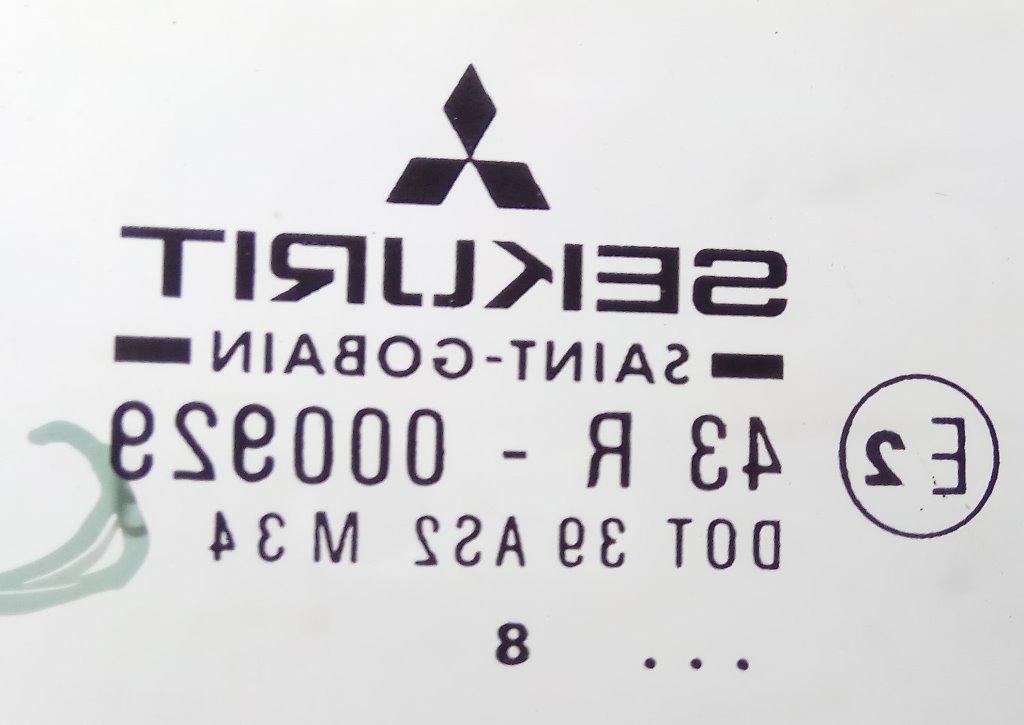 SEKURIT
SAINT-GOBAIN
E2
43 R - 000929
DOT 39 AS2 M34
... 8